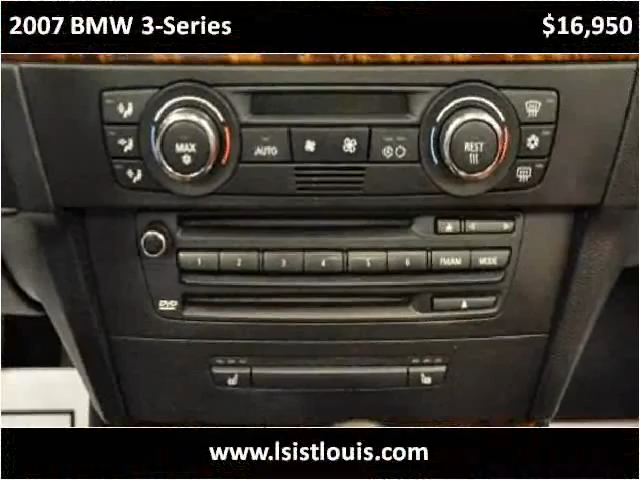 2007 BMW 3-Series $16,950
MAX AUTO REST
1 2 3 4 5 6 FM/AM MODE
DVD
www.lsistlouis.com